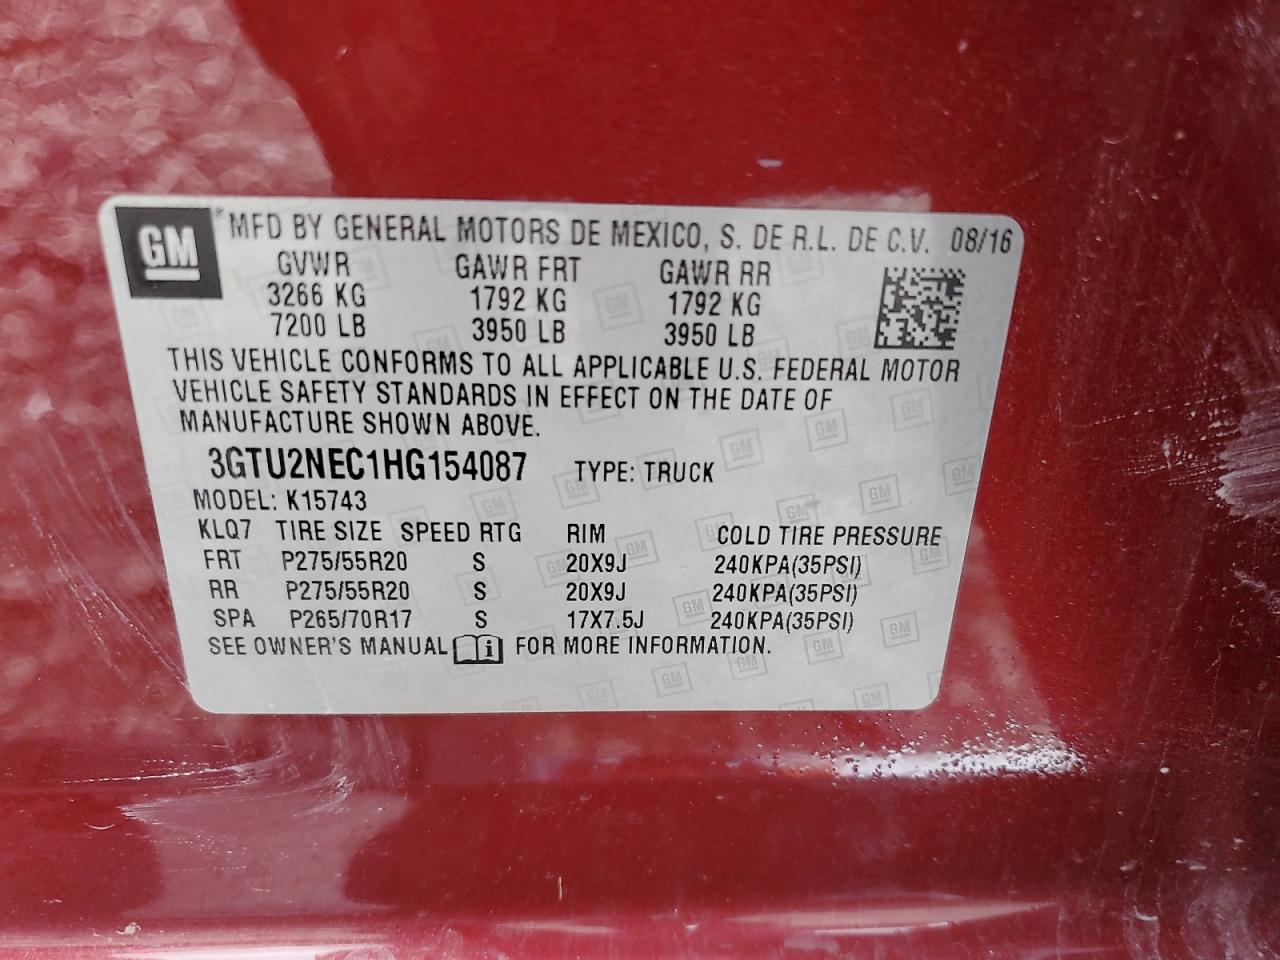 GM ® MFD BY GENERAL MOTORS DE MEXICO, S. DE R.L. DE C.V. 08/16
GVWR GAWR FRT GAWR RR
3266 KG 1792 KG 1792 KG
7200 LB 3950 LB 3950 LB
THIS VEHICLE CONFORMS TO ALL APPLICABLE U.S. FEDERAL MOTOR
VEHICLE SAFETY STANDARDS IN EFFECT ON THE DATE OF
MANUFACTURE SHOWN ABOVE.
3GTU2NEC1HG154087 TYPE: TRUCK
MODEL: K15743
KLQ7 TIRE SIZE SPEED RTG RIM COLD TIRE PRESSURE
FRT P275/55R20 S 20X9J 240KPA(35PSI)
RR P275/55R20 S 20X9J 240KPA(35PSI)
SPA P265/70R17 S 17X7.5J 240KPA(35PSI)
SEE OWNER'S MANUAL i FOR MORE INFORMATION.